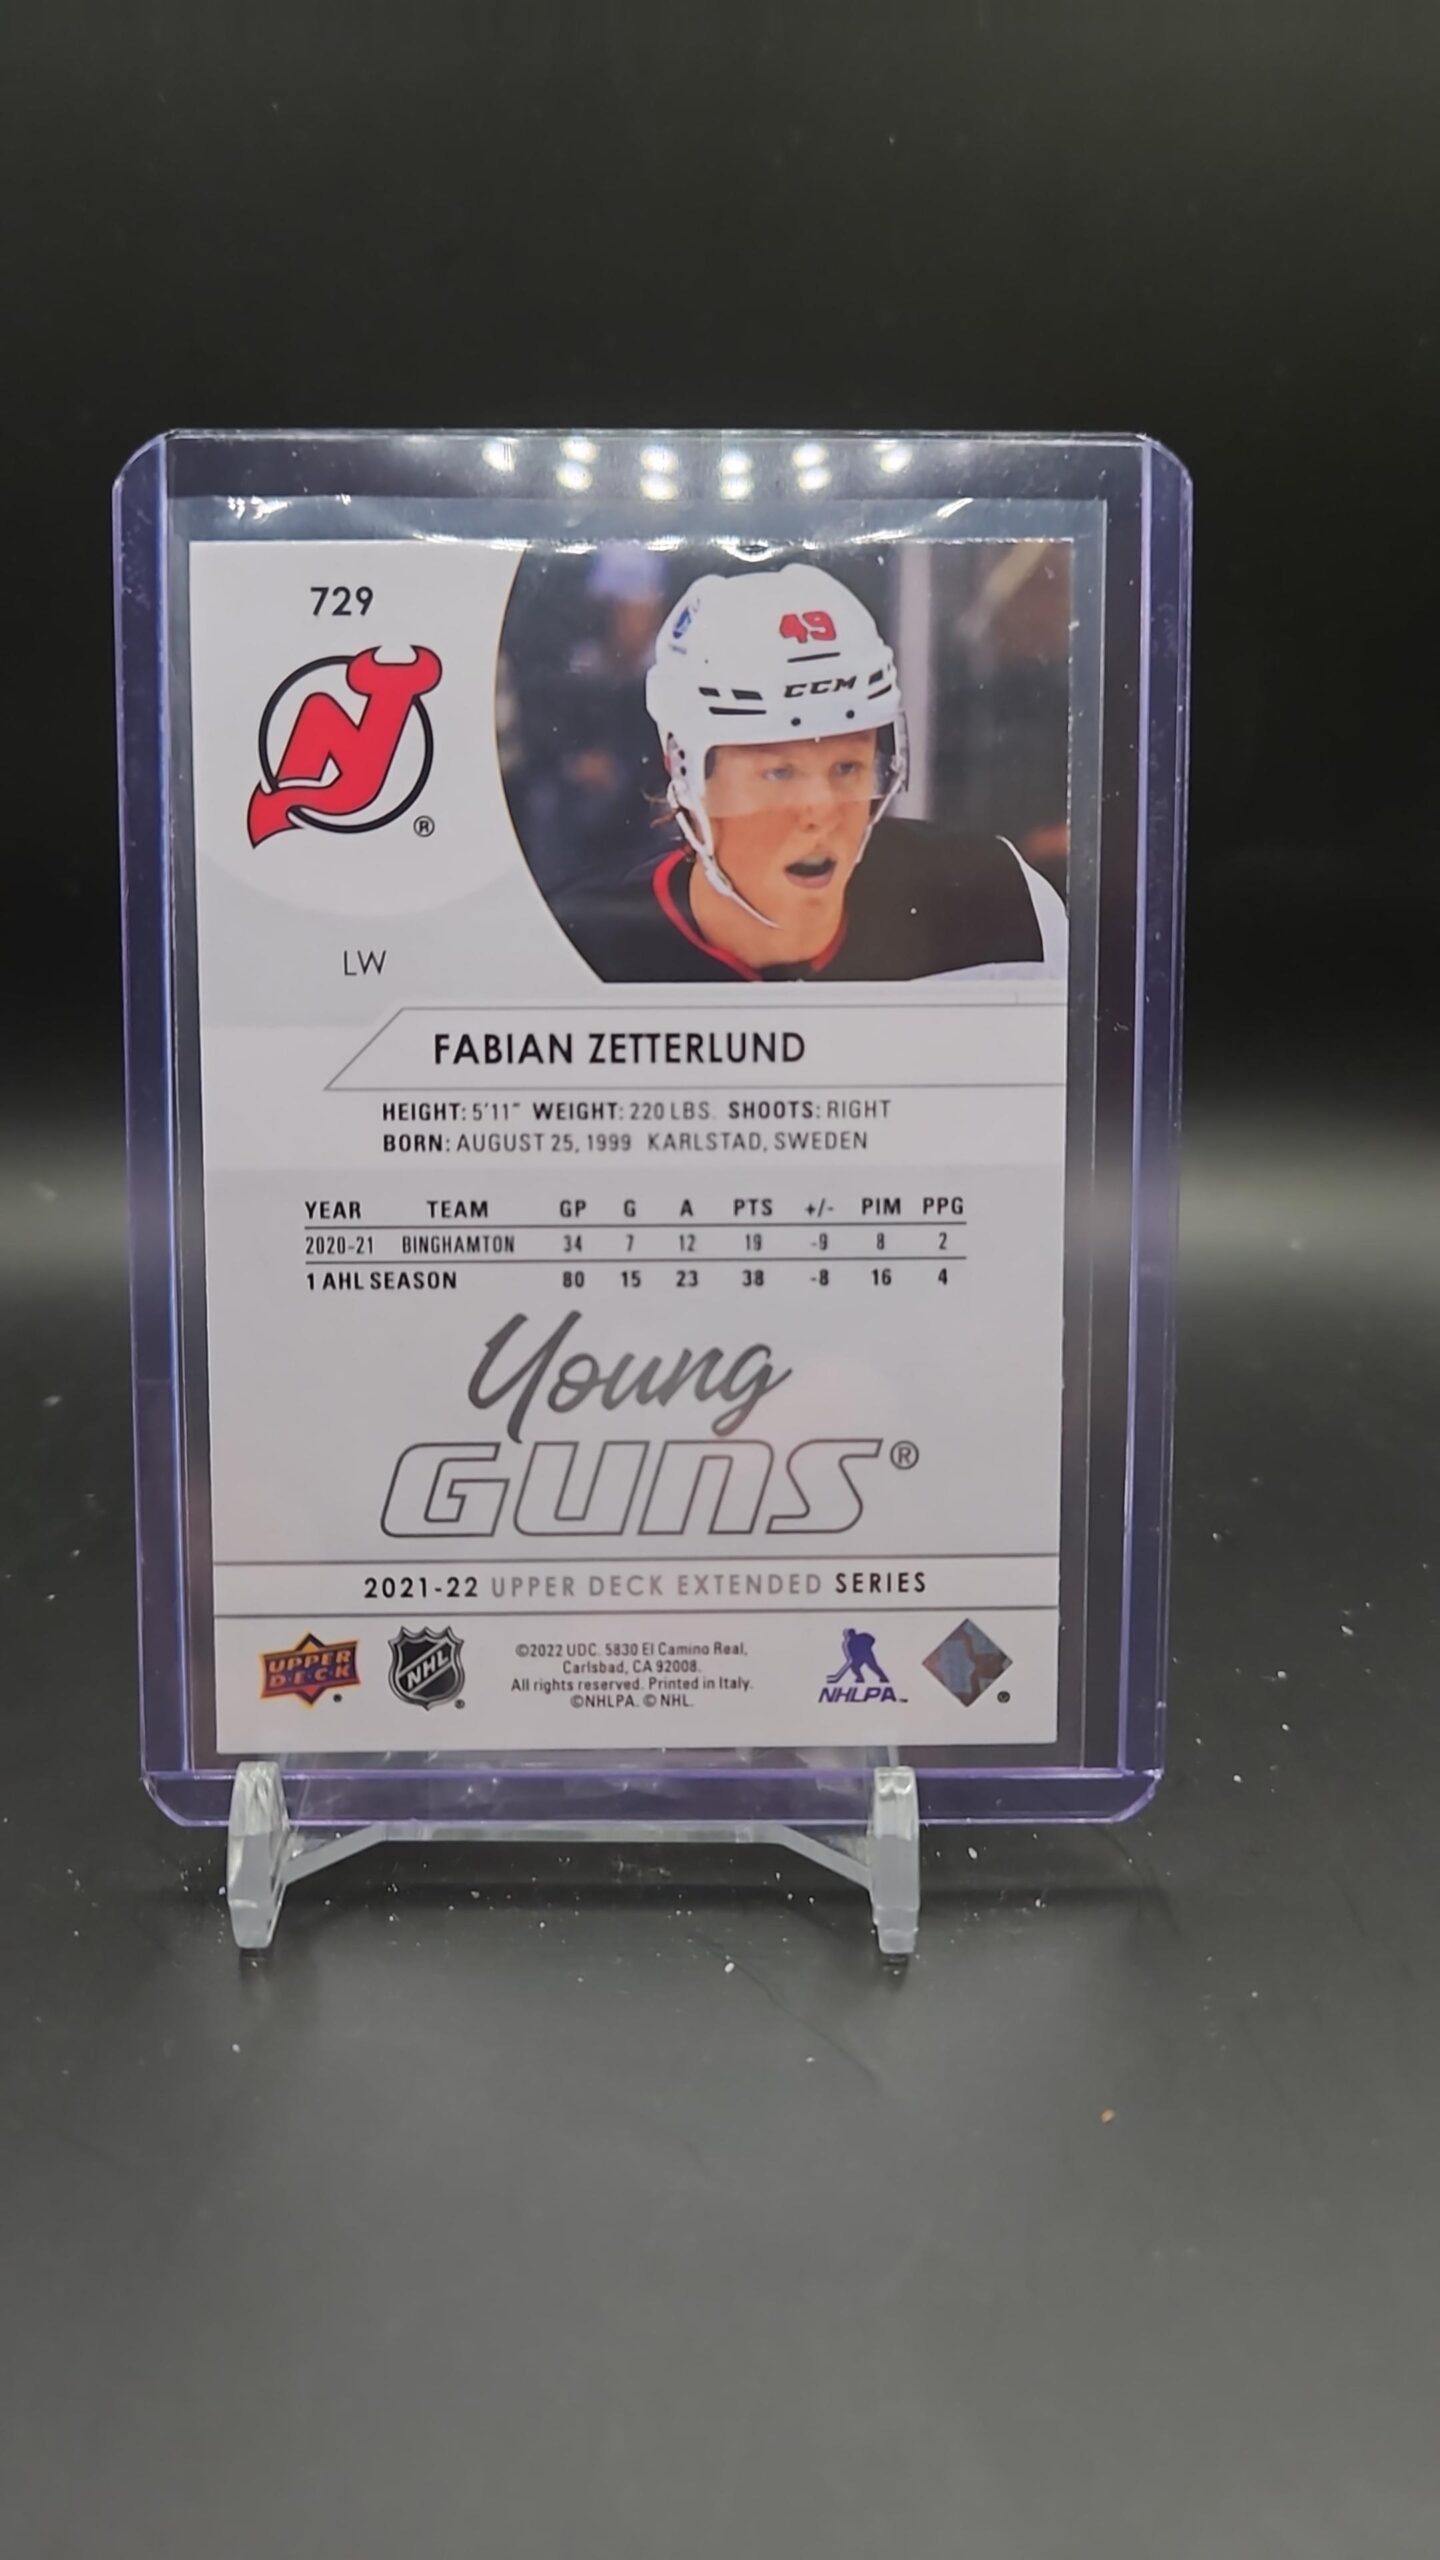 729
NJ ®
49
CCM
LW
FABIAN ZETTERLUND
HEIGHT: 5'11" WEIGHT: 220 LBS. SHOOTS: RIGHT
BORN: AUGUST 25, 1999 KARLSTAD, SWEDEN
YEAR TEAM GP G A PTS +/- PIM PPG
2020-21 BINGHAMTON 34 7 12 19 -9 8 2
1 AHL SEASON 80 15 23 38 -8 16 4
Young
GUNS®
2021-22 UPPER DECK EXTENDED SERIES
UPPER
D·E·C·K
NHL
©2022 UDC. 5830 El Camino Real,
Carlsbad, CA 92008.
All rights reserved. Printed in Italy.
©NHLPA. © NHL.
NHLPA™